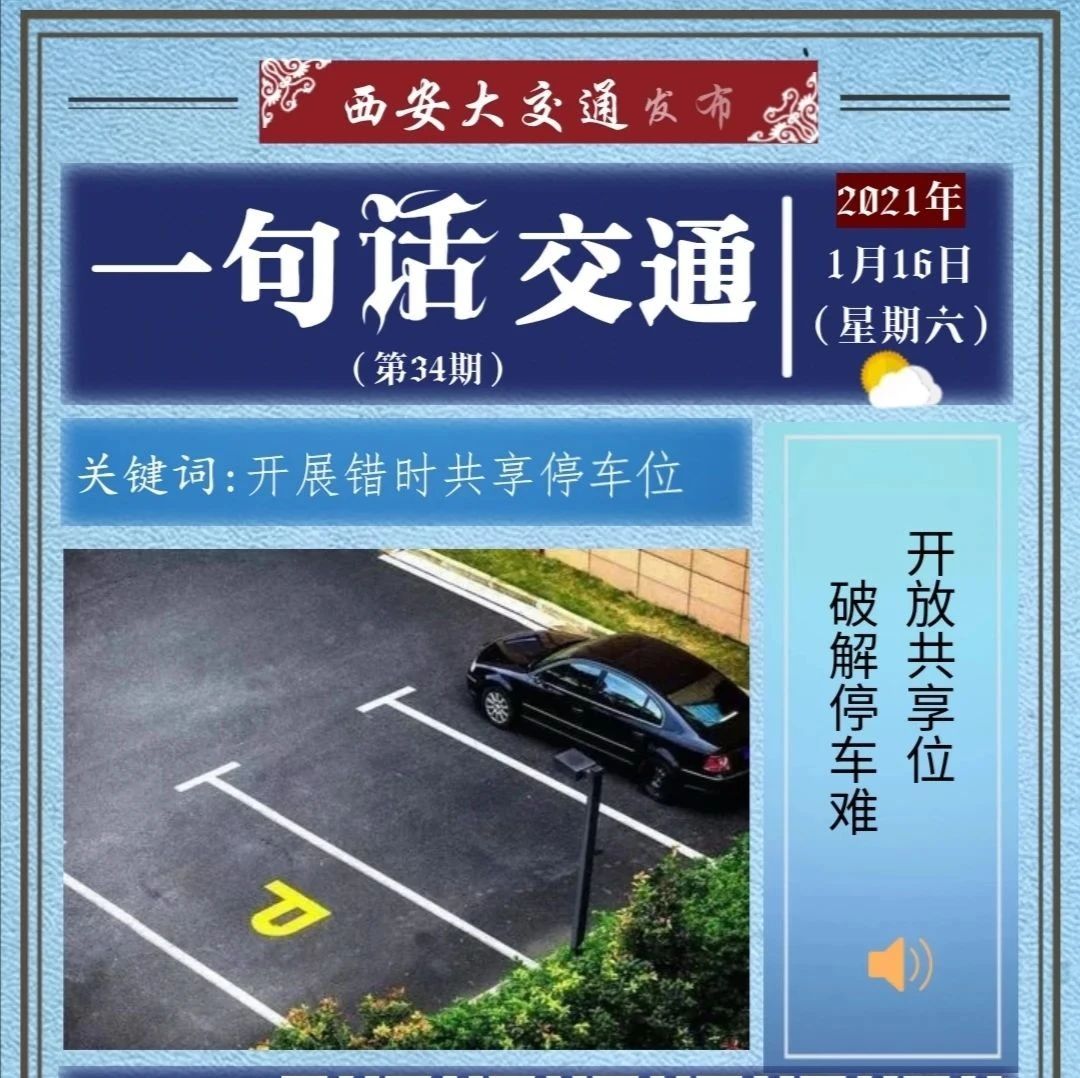 西安大交通发布
一句话交通
（第34期）
2021年
1月16日
（星期六）
关键词:开展错时共享停车位
开放共享位
破解停车难
P